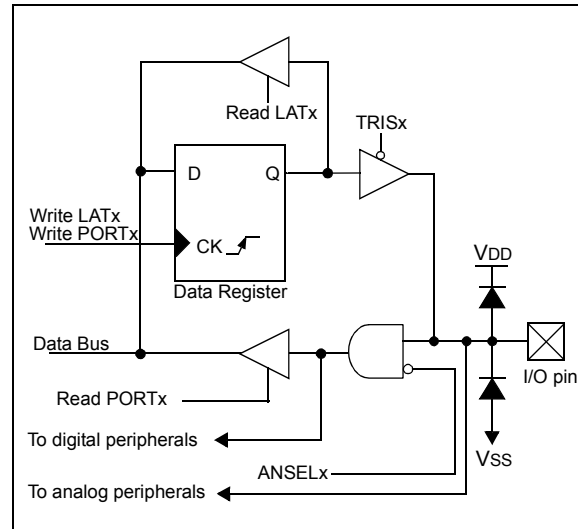 Read LATx
TRISx
D
Q
Write LATx
Write PORTx
CK
Data Register
VDD
Data Bus
I/O pin
Read PORTx
To digital peripherals
VSS
ANSELx
To analog peripherals